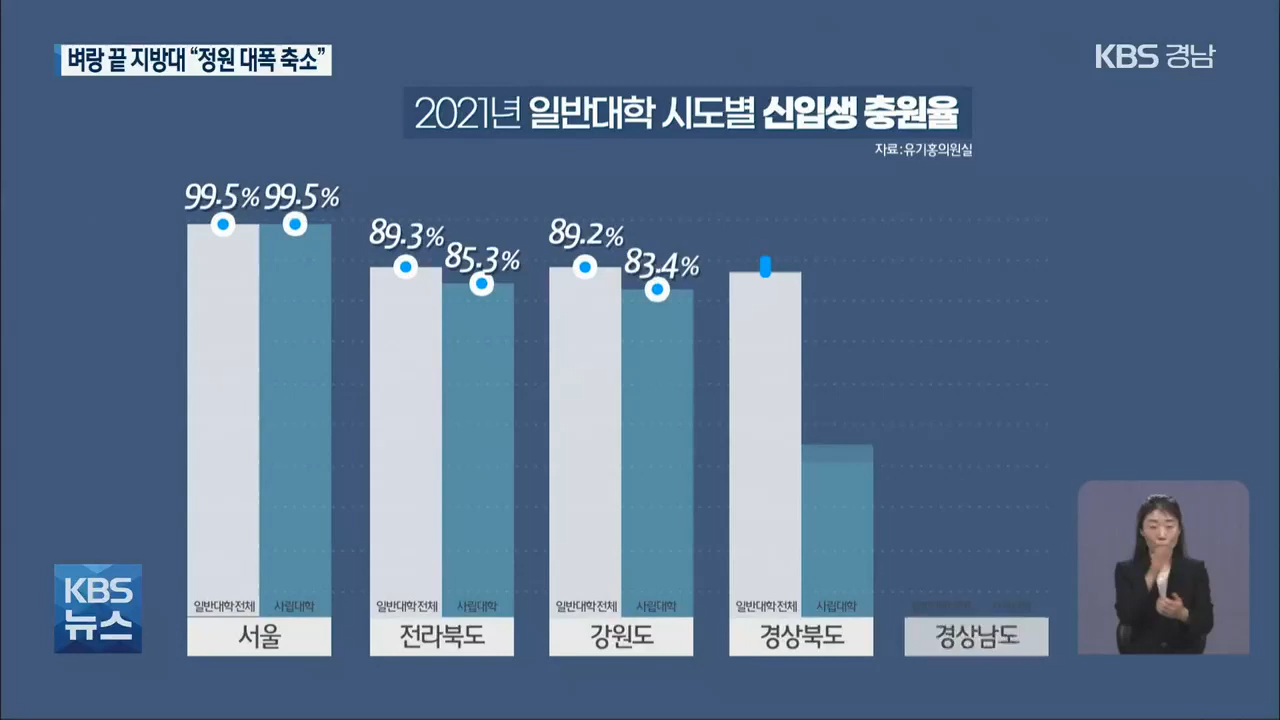 벼랑 끝 지방대 “정원 대폭 축소”
KBS 경남
2021년 일반대학 시도별 신입생 충원율
자료:유기홍의원실
99.5% 99.5%
89.3% 85.3%
89.2% 83.4%
일반대학 전체 사립대학
일반대학 전체 사립대학
일반대학 전체 사립대학
일반대학 전체 사립대학
서울
전라북도
강원도
경상북도
경상남도
KBS
뉴스